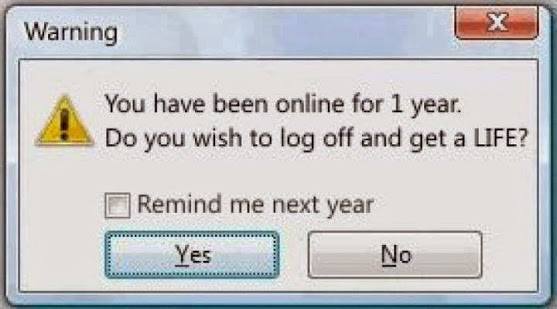 Warning
You have been online for 1 year.
Do you wish to log off and get a LIFE?
Remind me next year
Yes
No